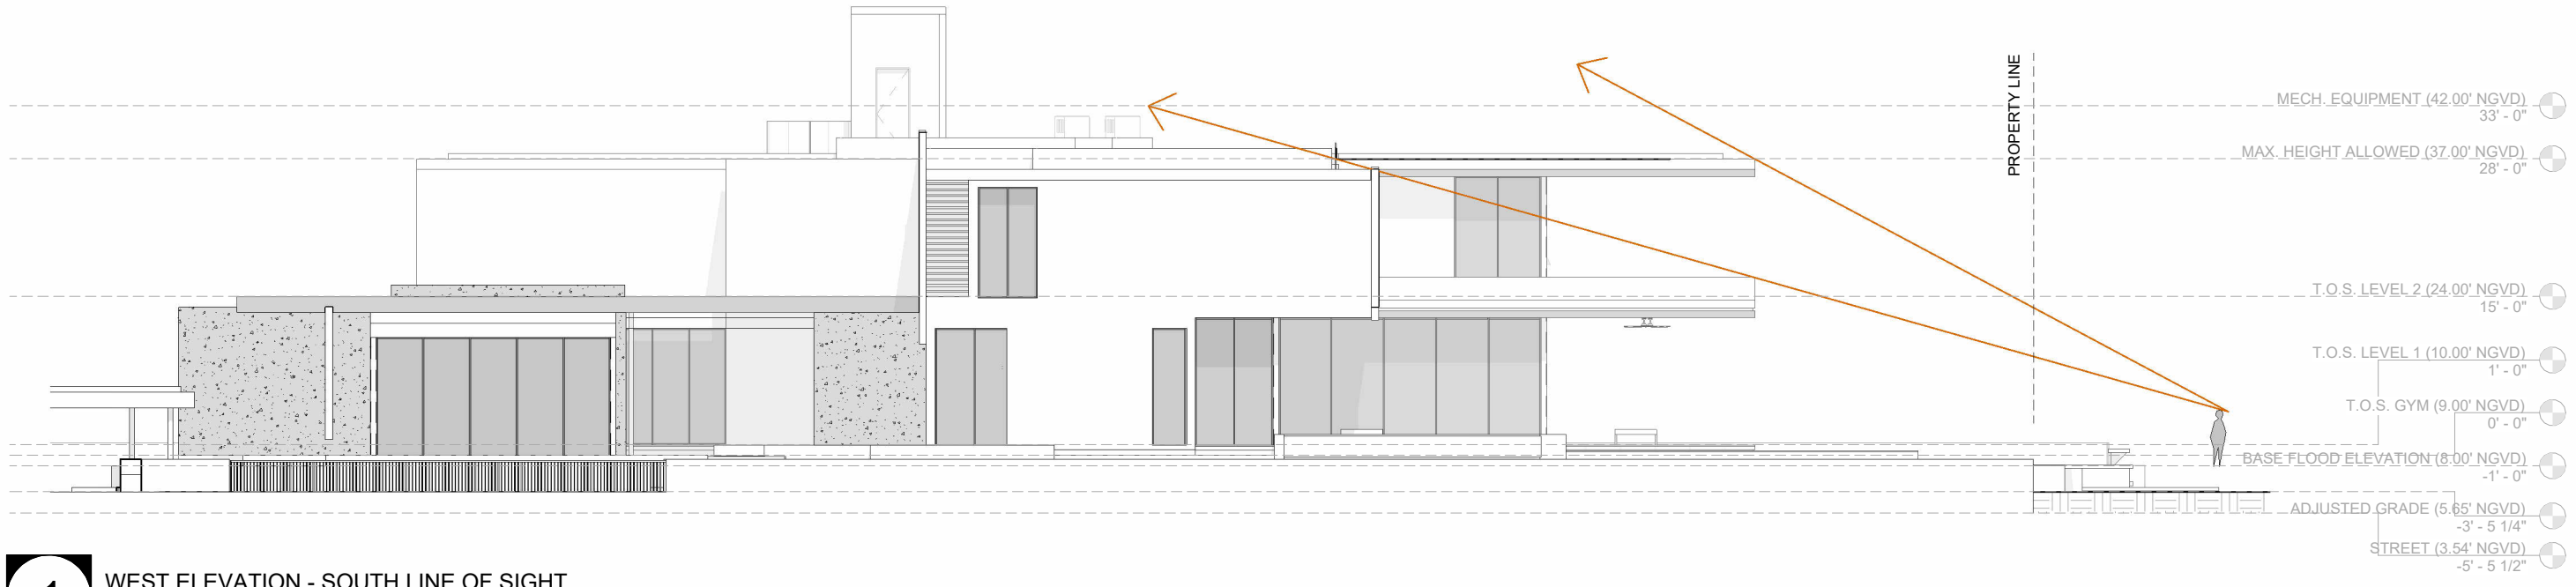 PROPERTY LINE
MECH. EQUIPMENT (42.00' NGVD)
33' - 0"
MAX. HEIGHT ALLOWED (37.00' NGVD)
28' - 0"
T.O.S. LEVEL 2 (24.00' NGVD)
15' - 0"
T.O.S. LEVEL 1 (10.00' NGVD)
1' - 0"
T.O.S. GYM (9.00' NGVD)
0' - 0"
BASE FLOOD ELEVATION (8.00' NGVD)
-1' - 0"
ADJUSTED GRADE (5.65' NGVD)
-3' - 5 1/4"
STREET (3.54' NGVD)
-5' - 5 1/2"
WEST ELEVATION - SOUTH LINE OF SIGHT